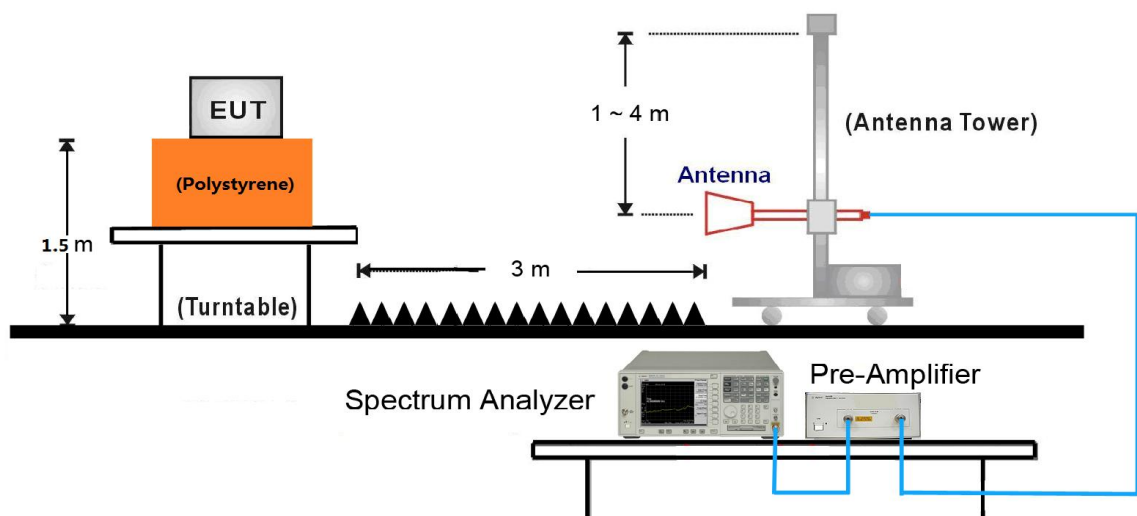 EUT
1 ~ 4 m
(Antenna Tower)
Antenna
(Polystyrene)
1.5 m
3 m
(Turntable)
Pre-Amplifier
Spectrum Analyzer